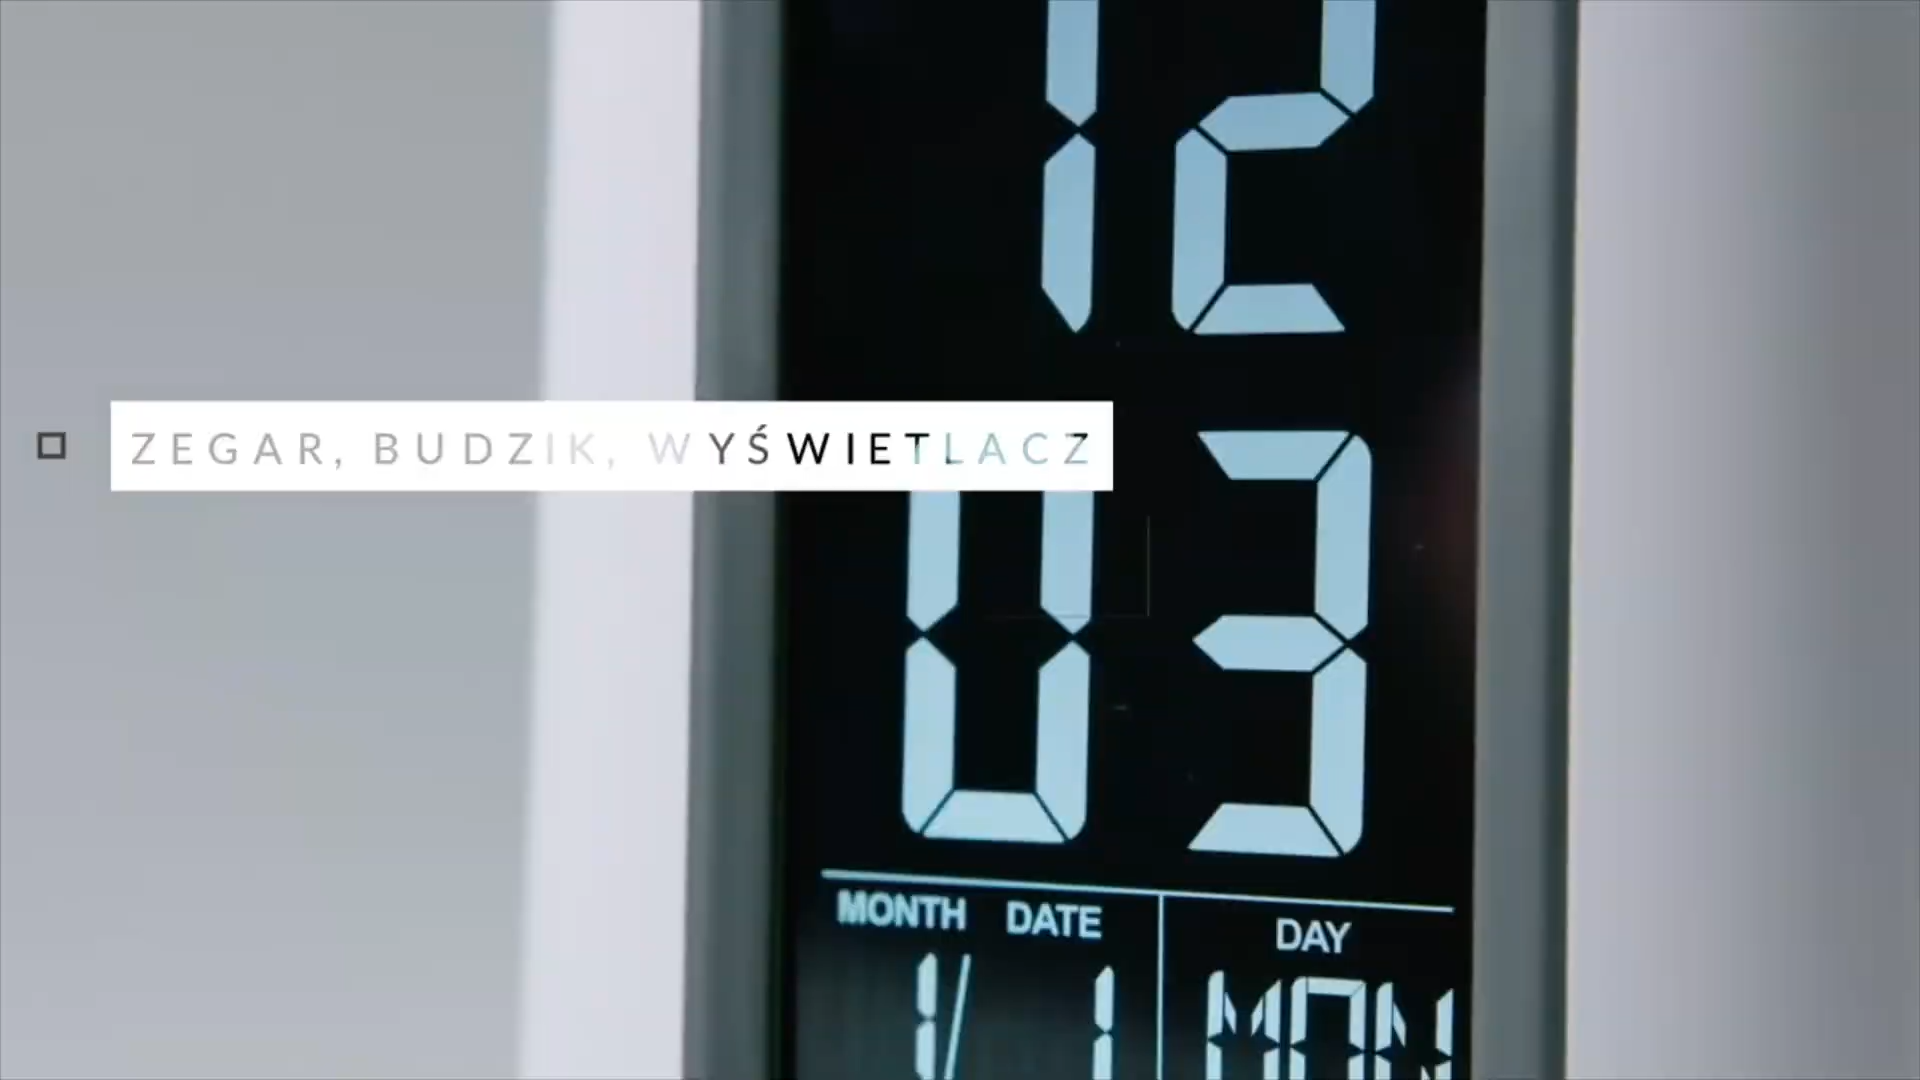 12
ZEGAR, BUDZIK, WYŚWIETLACZ
03
MONTH DATE DAY
1/ 1 MON